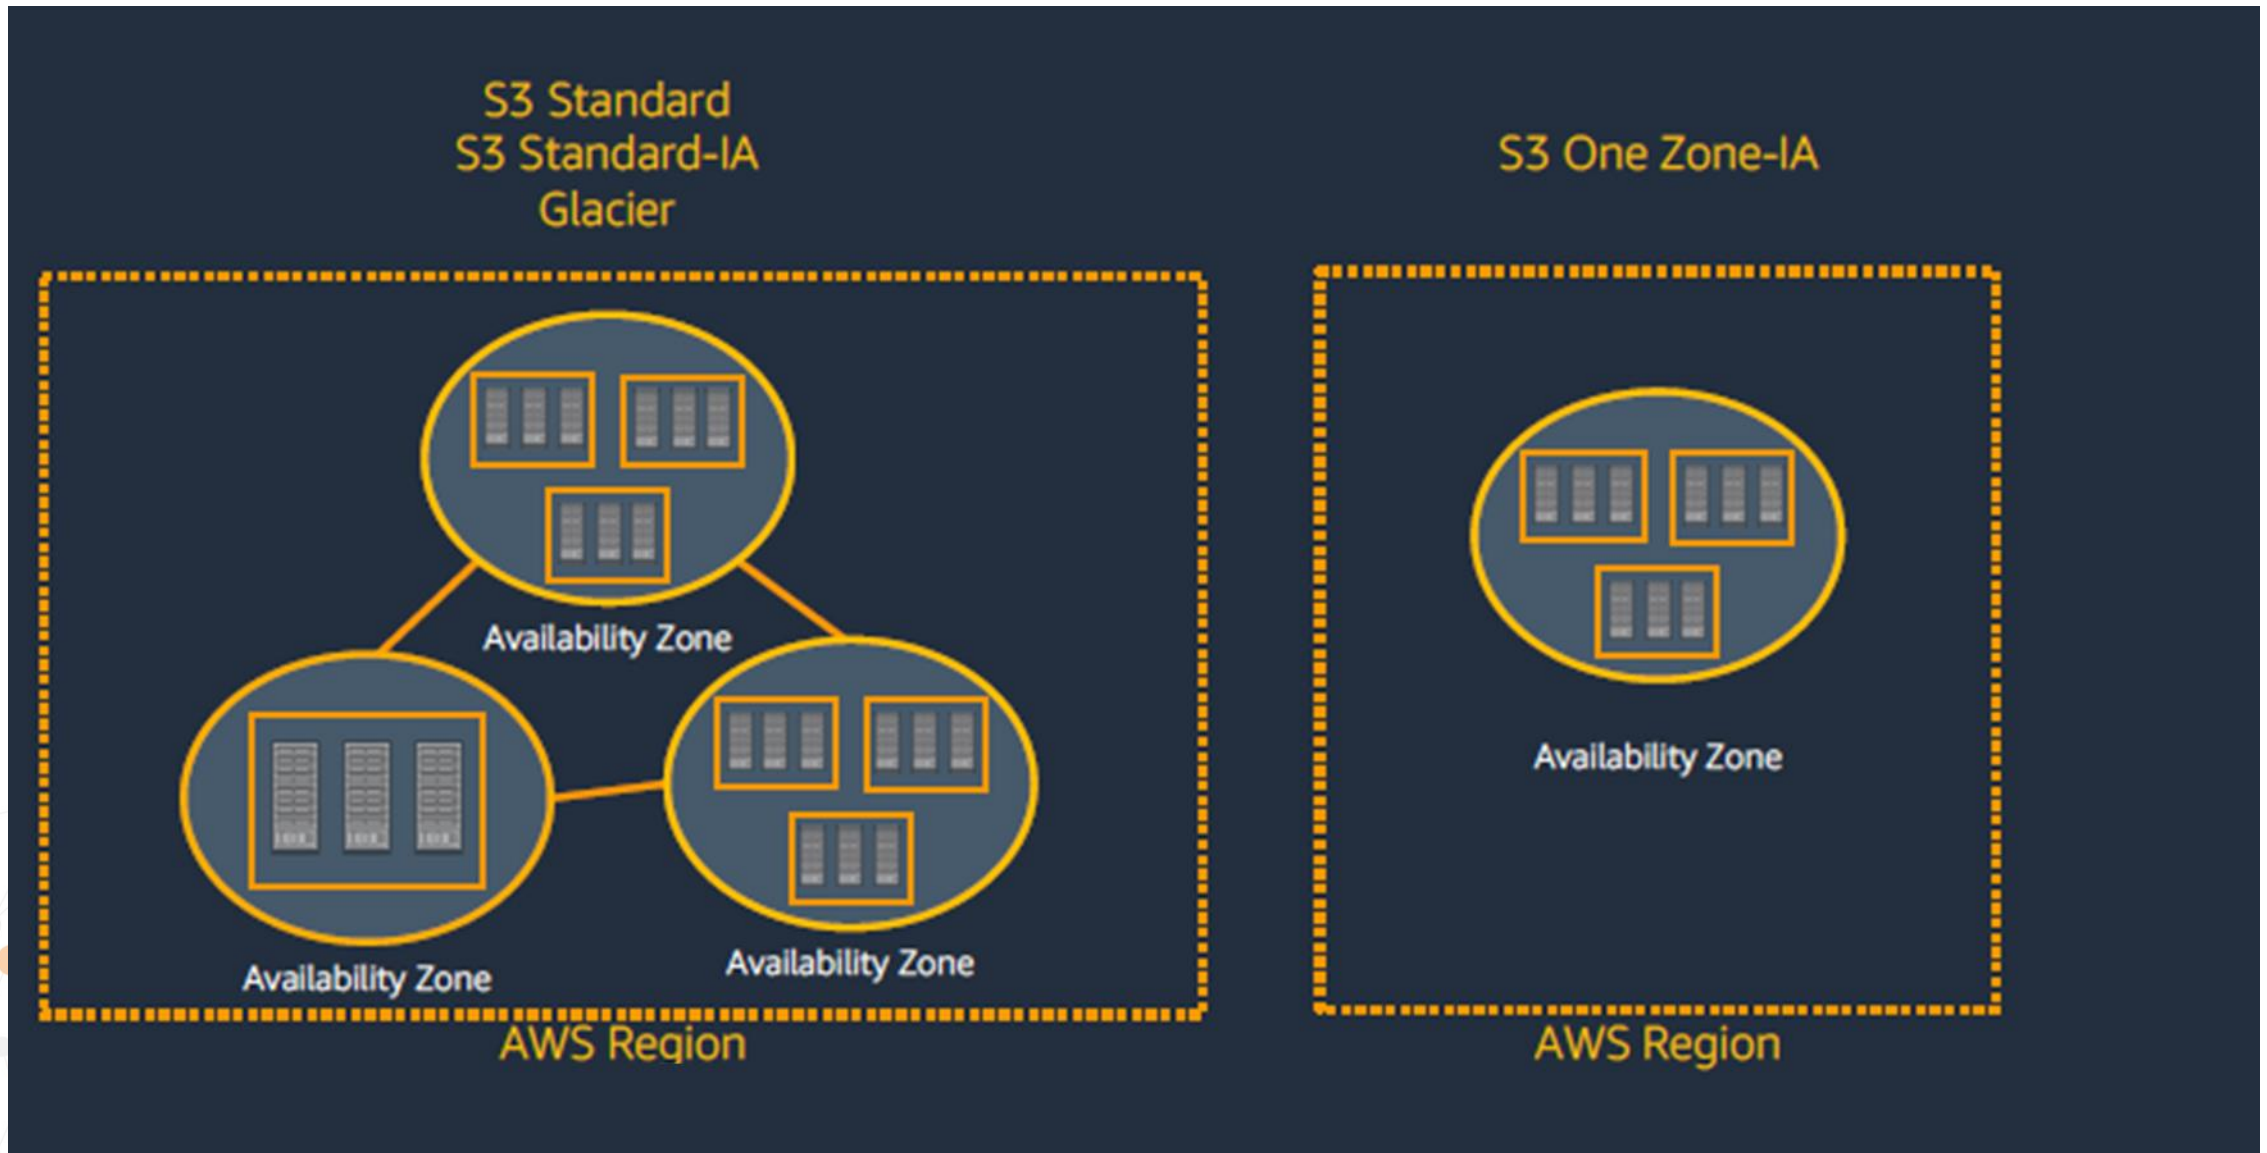 S3 Standard
S3 Standard-IA
Glacier
Availability Zone
Availability Zone
Availability Zone
AWS Region
S3 One Zone-IA
Availability Zone
AWS Region